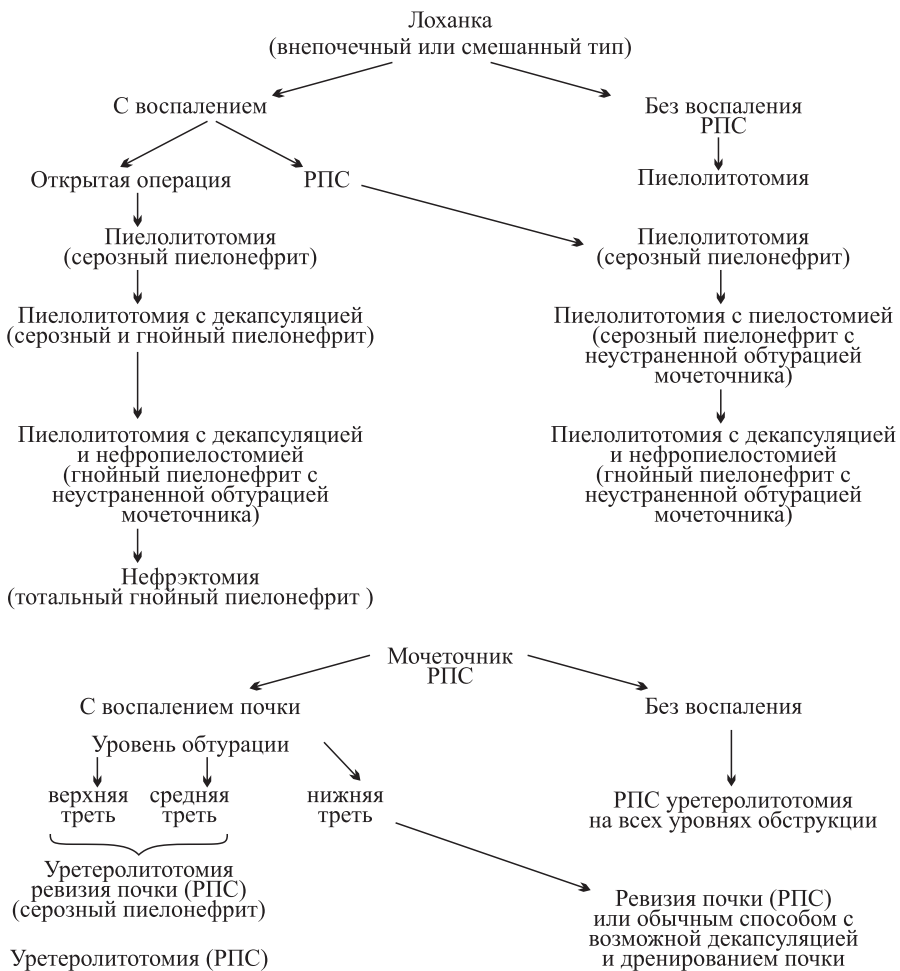 Лоханка
(внепочечный или смешанный тип)
С воспалением
Без воспаления
РПС
Открытая операция
РПС
Пиелолитотомия
Пиелолитотомия
(серозный пиелонефрит)
Пиелолитотомия
(серозный пиелонефрит)
Пиелолитотомия с декапсуляцией
(серозный и гнойный пиелонефрит)
Пиелолитотомия с пиелостомией
(серозный пиелонефрит с
неустраненной обтурацией
мочеточника)
Пиелолитотомия с декапсуляцией
и нефропиелостомией
(гнойный пиелонефрит с
неустраненной обтурацией
мочеточника)
Пиелолитотомия с декапсуляцией
и нефропиелостомией
(гнойный пиелонефрит с
неустраненной обтурацией
мочеточника)
Нефрэктомия
(тотальный гнойный пиелонефрит )
Мочеточник
РПС
С воспалением почки
Без воспаления
Уровень обтурации
верхняя
треть
средняя
треть
нижняя
треть
РПС уретеролитотомия
на всех уровнях обструкции
Уретеролитотомия
ревизия почки (РПС)
(серозный пиелонефрит)
Ревизия почки (РПС)
или обычным способом с
возможной декапсуляцией
и дренированием почки
Уретеролитотомия (РПС)